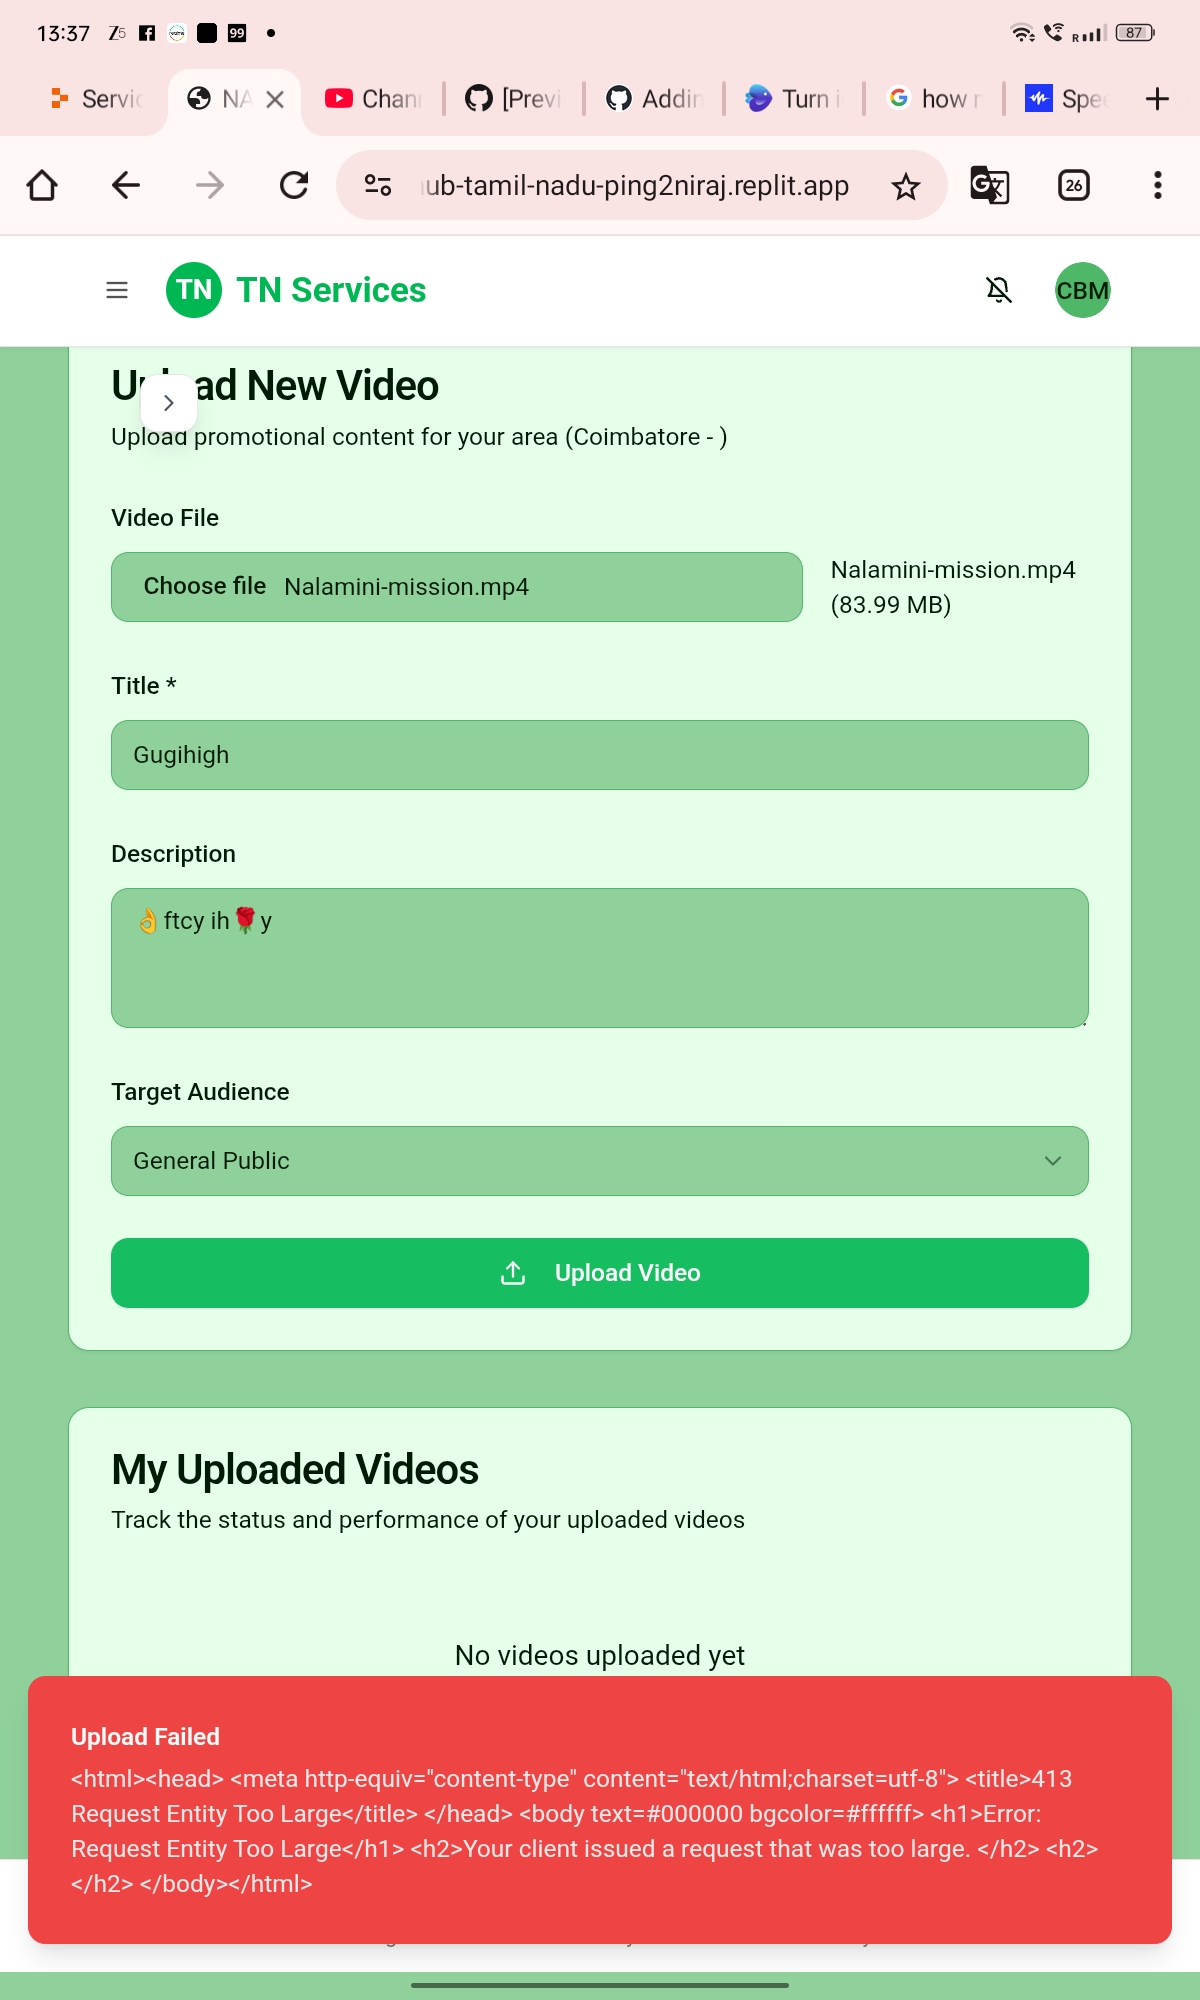 13:37 Z5 99 R 87
Servic NA Chann [Previ Addin Turn i how r Spee
ub-tamil-nadu-ping2niraj.replit.app 26
TN TN Services CBM
Upload New Video
Upload promotional content for your area (Coimbatore - )
Video File
Choose file Nalamini-mission.mp4
Nalamini-mission.mp4
(83.99 MB)
Title *
Gugihigh
Description
👌ftcy ih🌹y
Target Audience
General Public
Upload Video
My Uploaded Videos
Track the status and performance of your uploaded videos
No videos uploaded yet
Upload Failed
<html><head> <meta http-equiv="content-type" content="text/html;charset=utf-8"> <title>413
Request Entity Too Large</title> </head> <body text=#000000 bgcolor=#ffffff> <h1>Error:
Request Entity Too Large</h1> <h2>Your client issued a request that was too large. </h2> <h2>
</h2> </body></html>